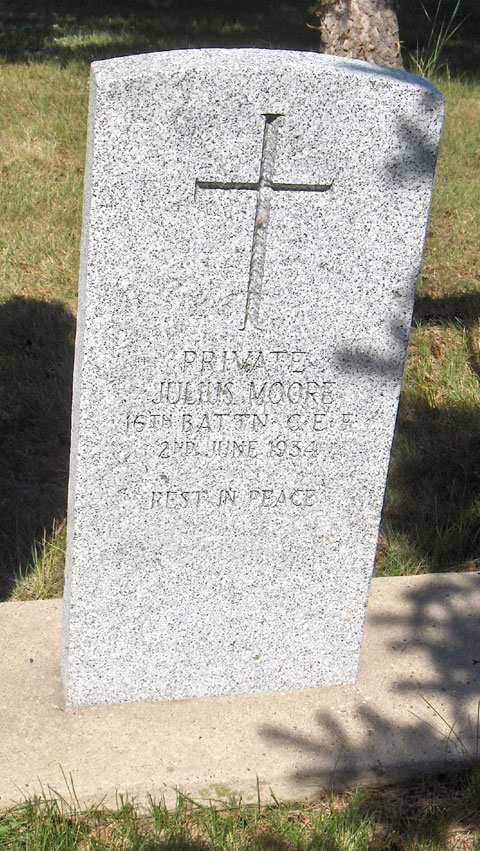 PRIVATE
JULIUS MOORE
16TH BATTN. C.E.F.
2ND JUNE 1934
REST IN PEACE